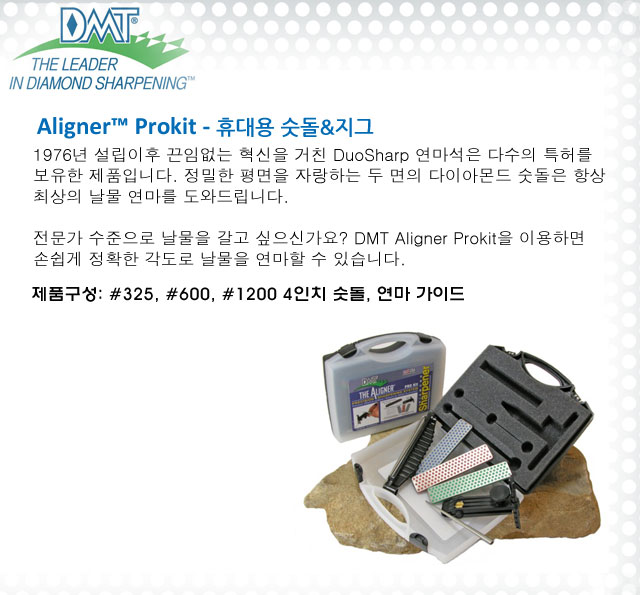 DMT®
THE LEADER
IN DIAMOND SHARPENING™
Aligner™ Prokit - 휴대용 숫돌&지그
1976년 설립이후 끈임없는 혁신을 거친 DuoSharp 연마석은 다수의 특허를
보유한 제품입니다. 정밀한 평면을 자랑하는 두 면의 다이아몬드 숫돌은 항상
최상의 날물 연마를 도와드립니다.
전문가 수준으로 날물을 갈고 싶으신가요? DMT Aligner Prokit을 이용하면
손쉽게 정확한 각도로 날물을 연마할 수 있습니다.
제품구성: #325, #600, #1200 4인치 숫돌, 연마 가이드
DMT
THE ALIGNER
PRO KIT
Sharpener